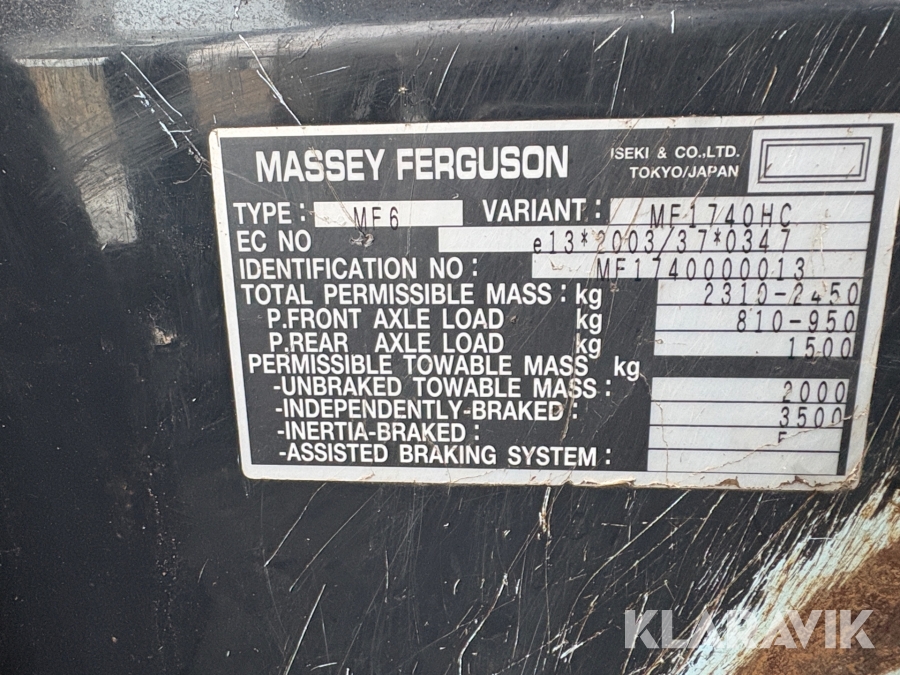 MASSEY FERGUSON ISEKI & CO.,LTD.
TOKYO/JAPAN
TYPE : MF6 VARIANT : MF1740HC
EC NO e13*2003/37*0347
IDENTIFICATION NO : MF1740000013
TOTAL PERMISSIBLE MASS : kg 2310-2450
P.FRONT AXLE LOAD kg 810-950
P.REAR AXLE LOAD kg 1500
PERMISSIBLE TOWABLE MASS kg
-UNBRAKED TOWABLE MASS : 2000
-INDEPENDENTLY-BRAKED : 3500
-INERTIA-BRAKED :
-ASSISTED BRAKING SYSTEM :
KLARAVIK